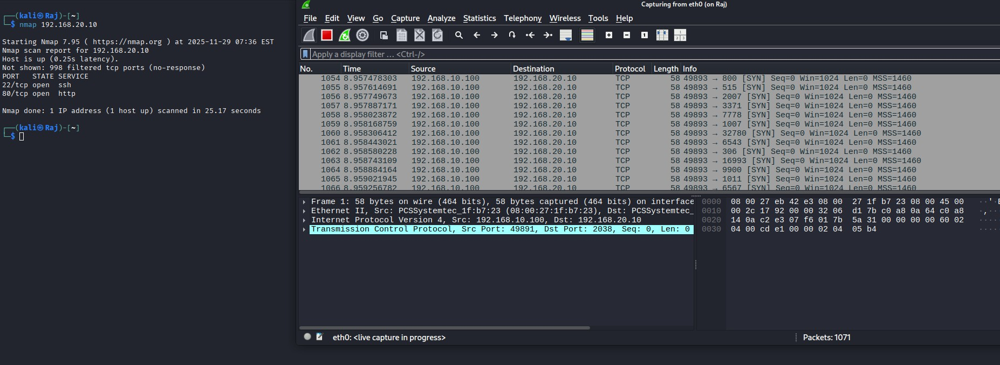 ┌──(kali㉿Raj)-[~]
└─$ nmap 192.168.20.10
Starting Nmap 7.95 ( https://nmap.org ) at 2025-11-29 07:36 EST
Nmap scan report for 192.168.20.10
Host is up (0.25s latency).
Not shown: 998 filtered tcp ports (no-response)
PORT   STATE SERVICE
22/tcp open  ssh
80/tcp open  http
Nmap done: 1 IP address (1 host up) scanned in 25.17 seconds
┌──(kali㉿Raj)-[~]
└─$
Capturing from eth0 (on Raj)
File Edit View Go Capture Analyze Statistics Telephony Wireless Tools Help
Apply a display filter … <Ctrl-/>
No. Time Source Destination Protocol Length Info
1054 8.957478303 192.168.10.100 192.168.20.10 TCP 58 49893 → 800 [SYN] Seq=0 Win=1024 Len=0 MSS=1460
1055 8.957614691 192.168.10.100 192.168.20.10 TCP 58 49893 → 515 [SYN] Seq=0 Win=1024 Len=0 MSS=1460
1056 8.957749673 192.168.10.100 192.168.20.10 TCP 58 49893 → 2007 [SYN] Seq=0 Win=1024 Len=0 MSS=1460
1057 8.957887171 192.168.10.100 192.168.20.10 TCP 58 49893 → 3371 [SYN] Seq=0 Win=1024 Len=0 MSS=1460
1058 8.958023872 192.168.10.100 192.168.20.10 TCP 58 49893 → 7778 [SYN] Seq=0 Win=1024 Len=0 MSS=1460
1059 8.958168759 192.168.10.100 192.168.20.10 TCP 58 49893 → 1007 [SYN] Seq=0 Win=1024 Len=0 MSS=1460
1060 8.958306412 192.168.10.100 192.168.20.10 TCP 58 49893 → 32780 [SYN] Seq=0 Win=1024 Len=0 MSS=1460
1061 8.958443021 192.168.10.100 192.168.20.10 TCP 58 49893 → 6543 [SYN] Seq=0 Win=1024 Len=0 MSS=1460
1062 8.958580228 192.168.10.100 192.168.20.10 TCP 58 49893 → 306 [SYN] Seq=0 Win=1024 Len=0 MSS=1460
1063 8.958743109 192.168.10.100 192.168.20.10 TCP 58 49893 → 16993 [SYN] Seq=0 Win=1024 Len=0 MSS=1460
1064 8.958884164 192.168.10.100 192.168.20.10 TCP 58 49893 → 9900 [SYN] Seq=0 Win=1024 Len=0 MSS=1460
1065 8.959021945 192.168.10.100 192.168.20.10 TCP 58 49893 → 1011 [SYN] Seq=0 Win=1024 Len=0 MSS=1460
1066 8.959256782 192.168.10.100 192.168.20.10 TCP 58 49893 → 6567 [SYN] Seq=0 Win=1024 Len=0 MSS=1460
Frame 1: 58 bytes on wire (464 bits), 58 bytes captured (464 bits) on interface
Ethernet II, Src: PCSSystemtec_1f:b7:23 (08:00:27:1f:b7:23), Dst: PCSSystemtec_
Internet Protocol Version 4, Src: 192.168.10.100, Dst: 192.168.20.10
Transmission Control Protocol, Src Port: 49891, Dst Port: 2038, Seq: 0, Len: 0
0000 08 00 27 eb 42 e3 08 00 27 1f b7 23 08 00 45 00 ··'·
0010 00 2c 17 92 00 00 32 06 d1 7b c0 a8 0a 64 c0 a8 ·,··
0020 14 0a c2 e3 07 f6 01 7b 5a 31 00 00 00 00 60 02 ····
0030 04 00 cd e1 00 00 02 04 05 b4 ····
eth0: <live capture in progress>
Packets: 1071